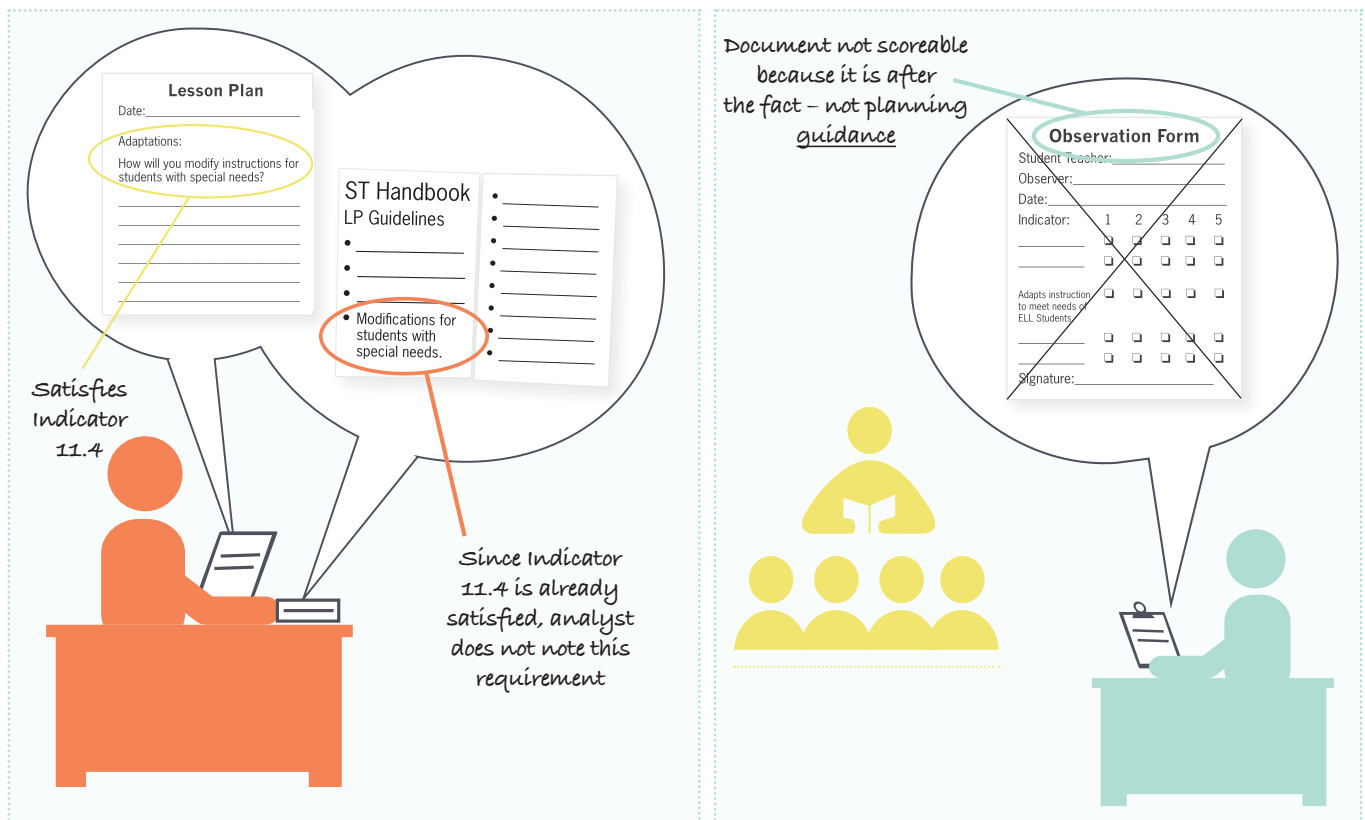 Lesson Plan
Date:
Adaptations:
How will you modify instructions for
students with special needs?
ST Handbook
LP Guidelines
Modifications for
students with
special needs.
Satisfies
Indicator
11.4
Since Indicator
11.4 is already
satisfied, analyst
does not note this
requirement
Document not scoreable
because it is after
the fact – not planning
guidance
Observation Form
Student Teacher:
Observer:
Date:
Indicator: 1 2 3 4 5
Adapts instruction
to meet needs of
ELL Students
Signature: